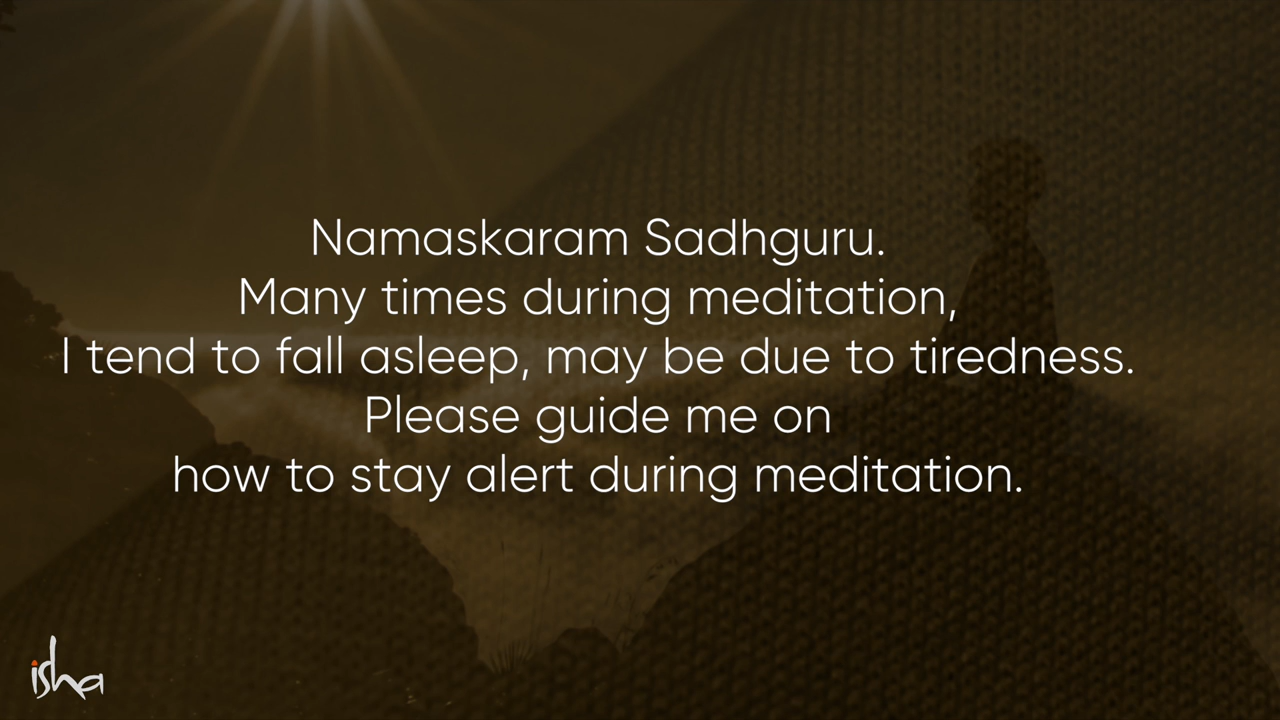 Namaskaram Sadhguru.
Many times during meditation,
I tend to fall asleep, may be due to tiredness.
Please guide me on
how to stay alert during meditation.
isha